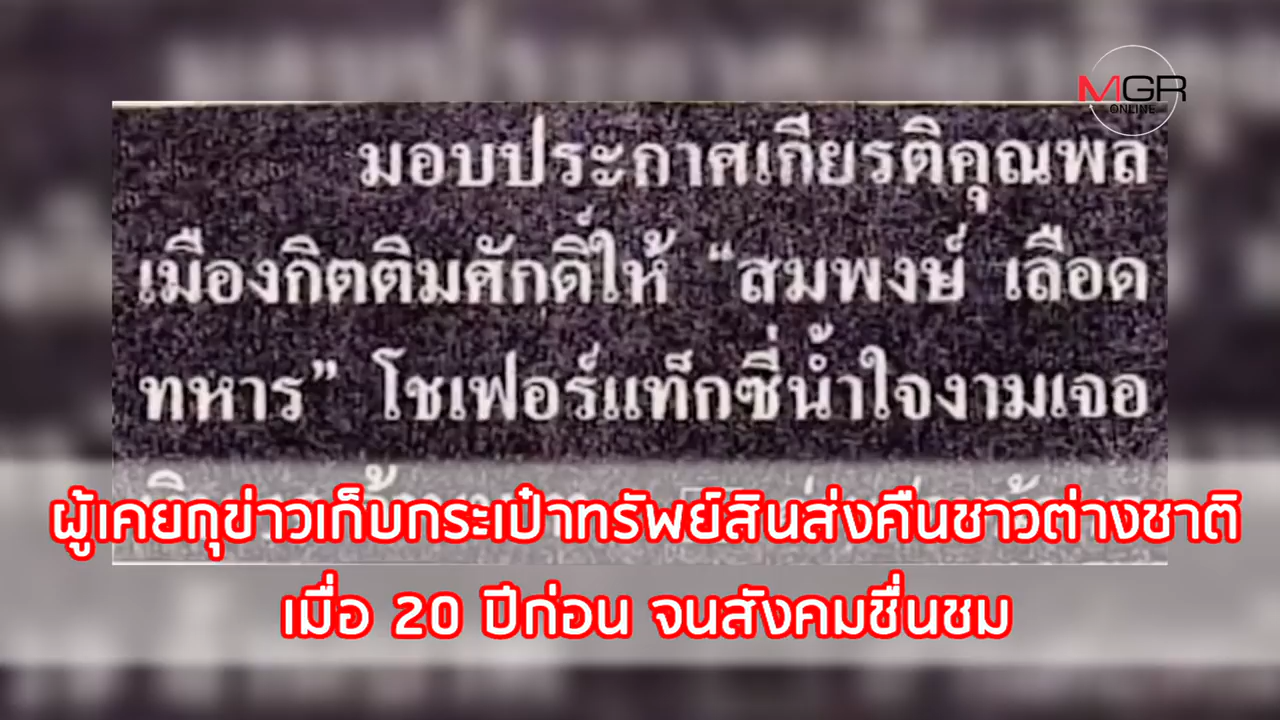 MGR
ONLINE
มอบประกาศเกียรติคุณพล
เมืองกิตติมศักดิ์ให้ “สมพงษ์ เลือด
ทหาร” โชเฟอร์แท็กซี่น้ำใจงามเจอ
ผู้เคยกุข่าวเก็บกระเป๋าทรัพย์สินส่งคืนชาวต่างชาติ
เมื่อ 20 ปีก่อน จนสังคมชื่นชม